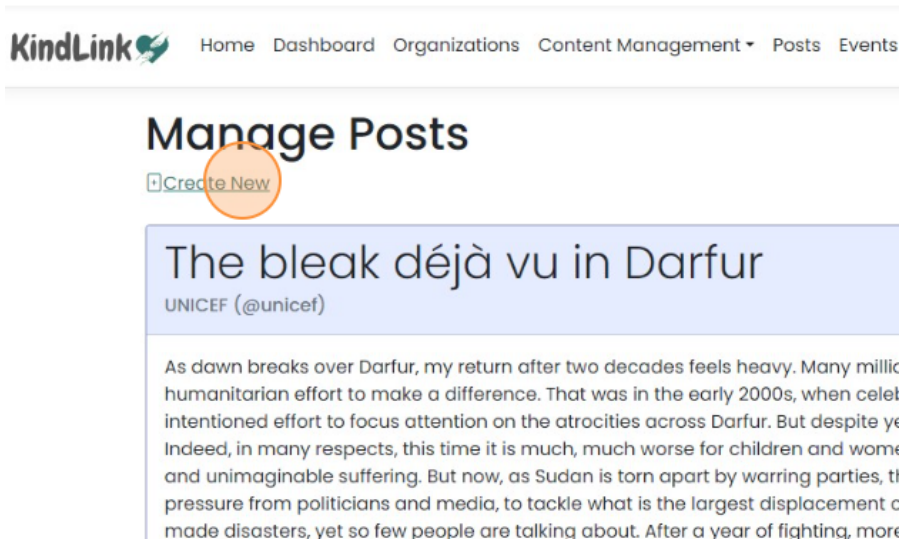 KindLink Home Dashboard Organizations Content Management Posts Events
Manage Posts
Create New
The bleak déjà vu in Darfur
UNICEF (@unicef)
As dawn breaks over Darfur, my return after two decades feels heavy. Many
humanitarian effort to make a difference. That was in the early 2000s, when
intentioned effort to focus attention on the atrocities across Darfur. But despite
Indeed, in many respects, this time it is much, much worse for children and
and unimaginable suffering. But now, as Sudan is torn apart by warring parties,
pressure from politicians and media, to tackle what is the largest displacement
made disasters, yet so few people are talking about. After a year of fighting, more